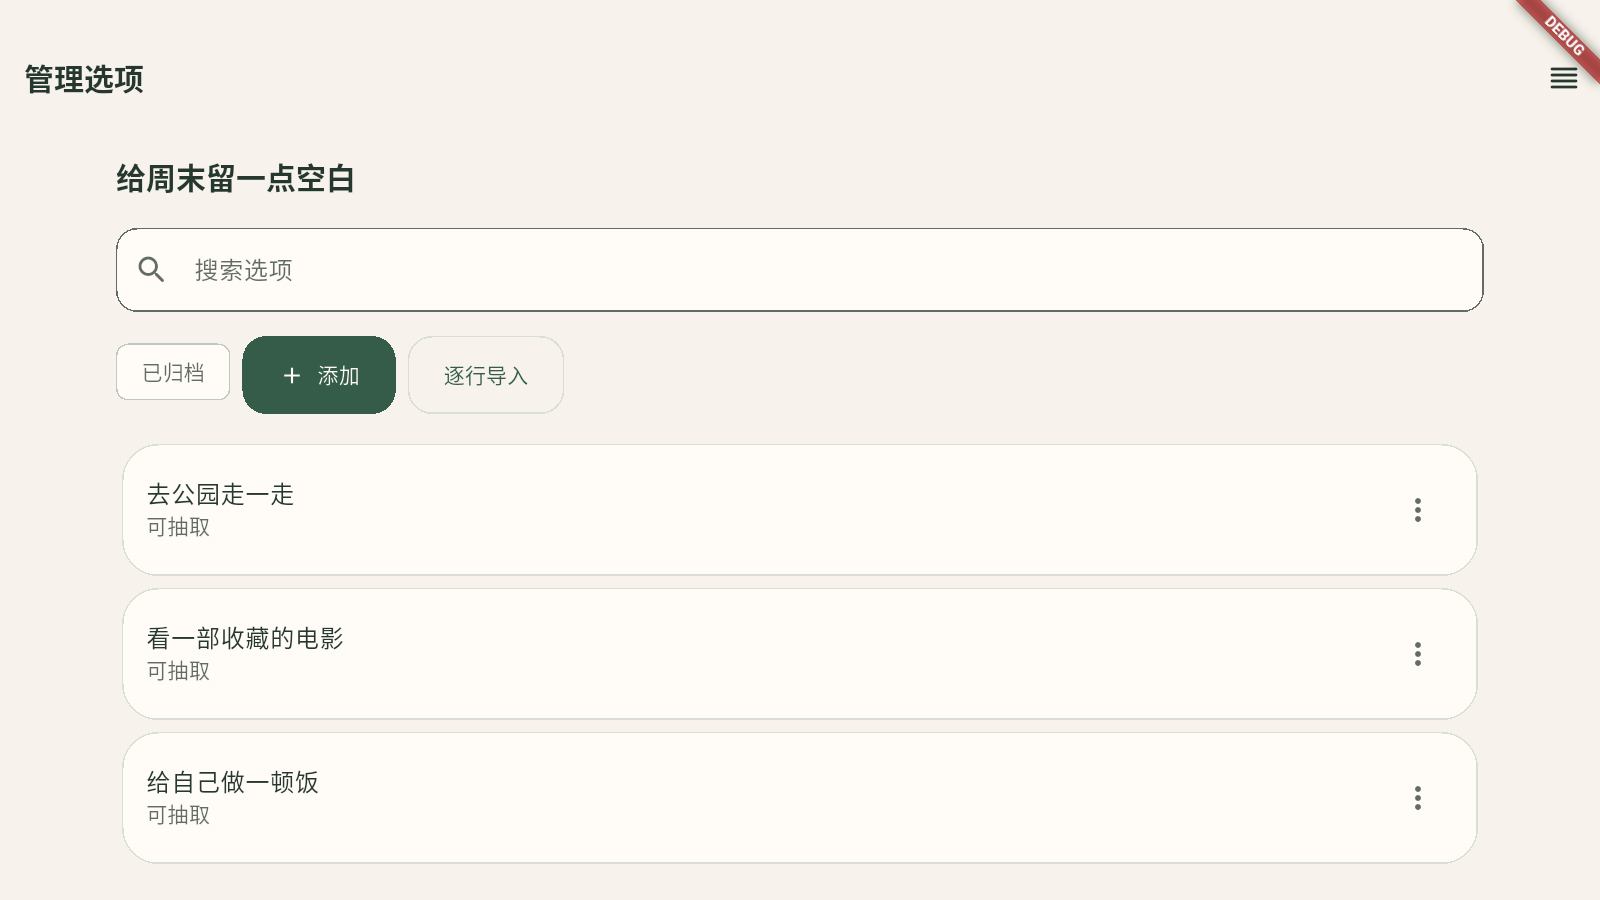 DEBUG
管理选项
给周末留一点空白
搜索选项
已归档
添加
逐行导入
去公园走一走
可抽取
看一部收藏的电影
可抽取
给自己做一顿饭
可抽取